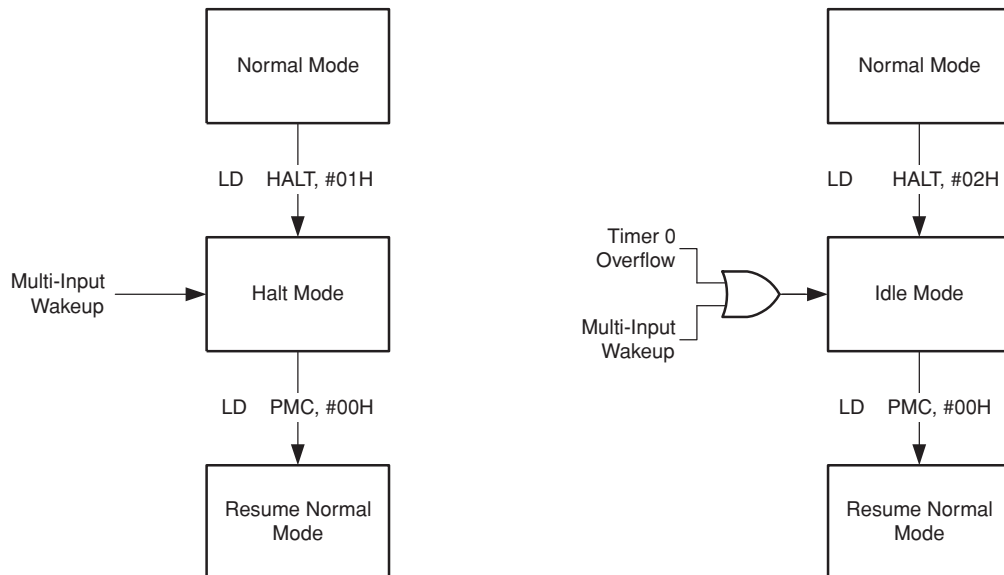 Normal Mode
LD HALT, #01H
Multi-Input
Wakeup
Halt Mode
LD PMC, #00H
Resume Normal
Mode
Normal Mode
LD HALT, #02H
Timer 0
Overflow
Multi-Input
Wakeup
Idle Mode
LD PMC, #00H
Resume Normal
Mode